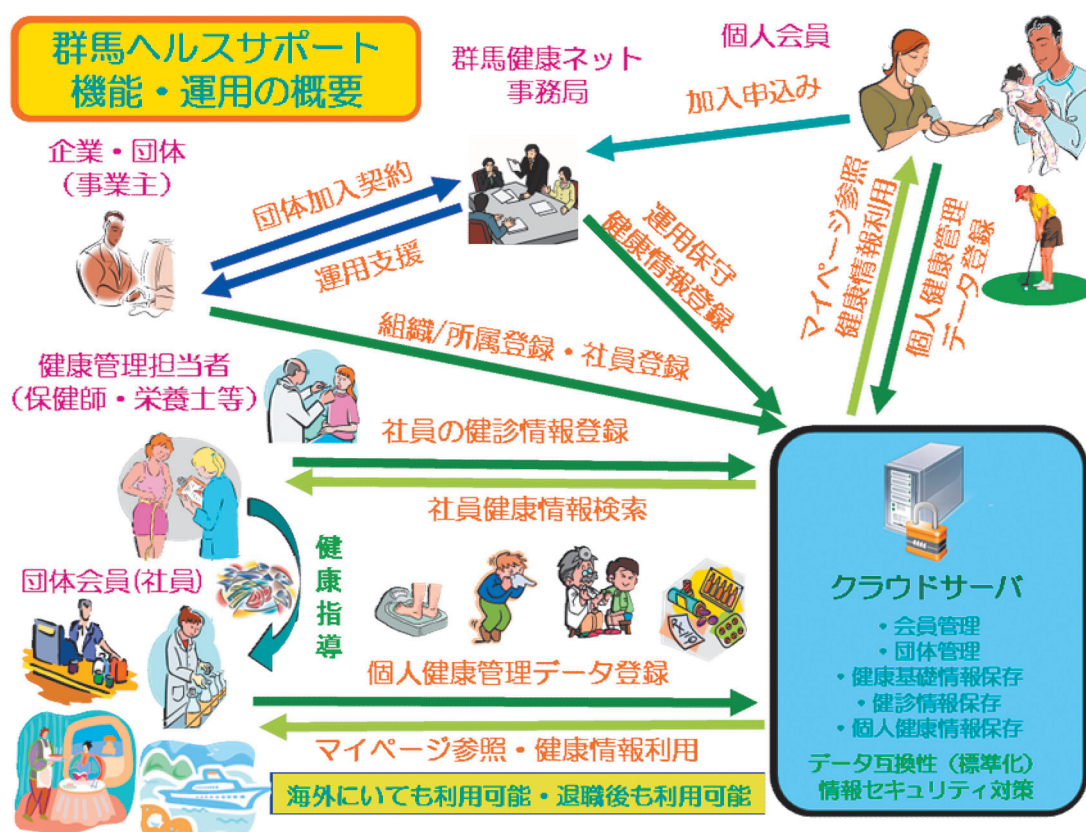 群馬ヘルスサポート
機能・運用の概要
群馬健康ネット
事務局
個人会員
加入申込み
企業・団体
(事業主)
団体加入契約
運用支援
運用保守
健康情報登録
マイページ参照
健康情報利用
個人健康管理
データ登録
組織/所属登録・社員登録
健康管理担当者
(保健師・栄養士等)
社員の健診情報登録
社員健康情報検索
健康指導
団体会員(社員)
個人健康管理データ登録
マイページ参照・健康情報利用
海外にいても利用可能・退職後も利用可能
クラウドサーバ
・会員管理
・団体管理
・健康基礎情報保存
・健診情報保存
・個人健康情報保存
データ互換性(標準化)
情報セキュリティ対策